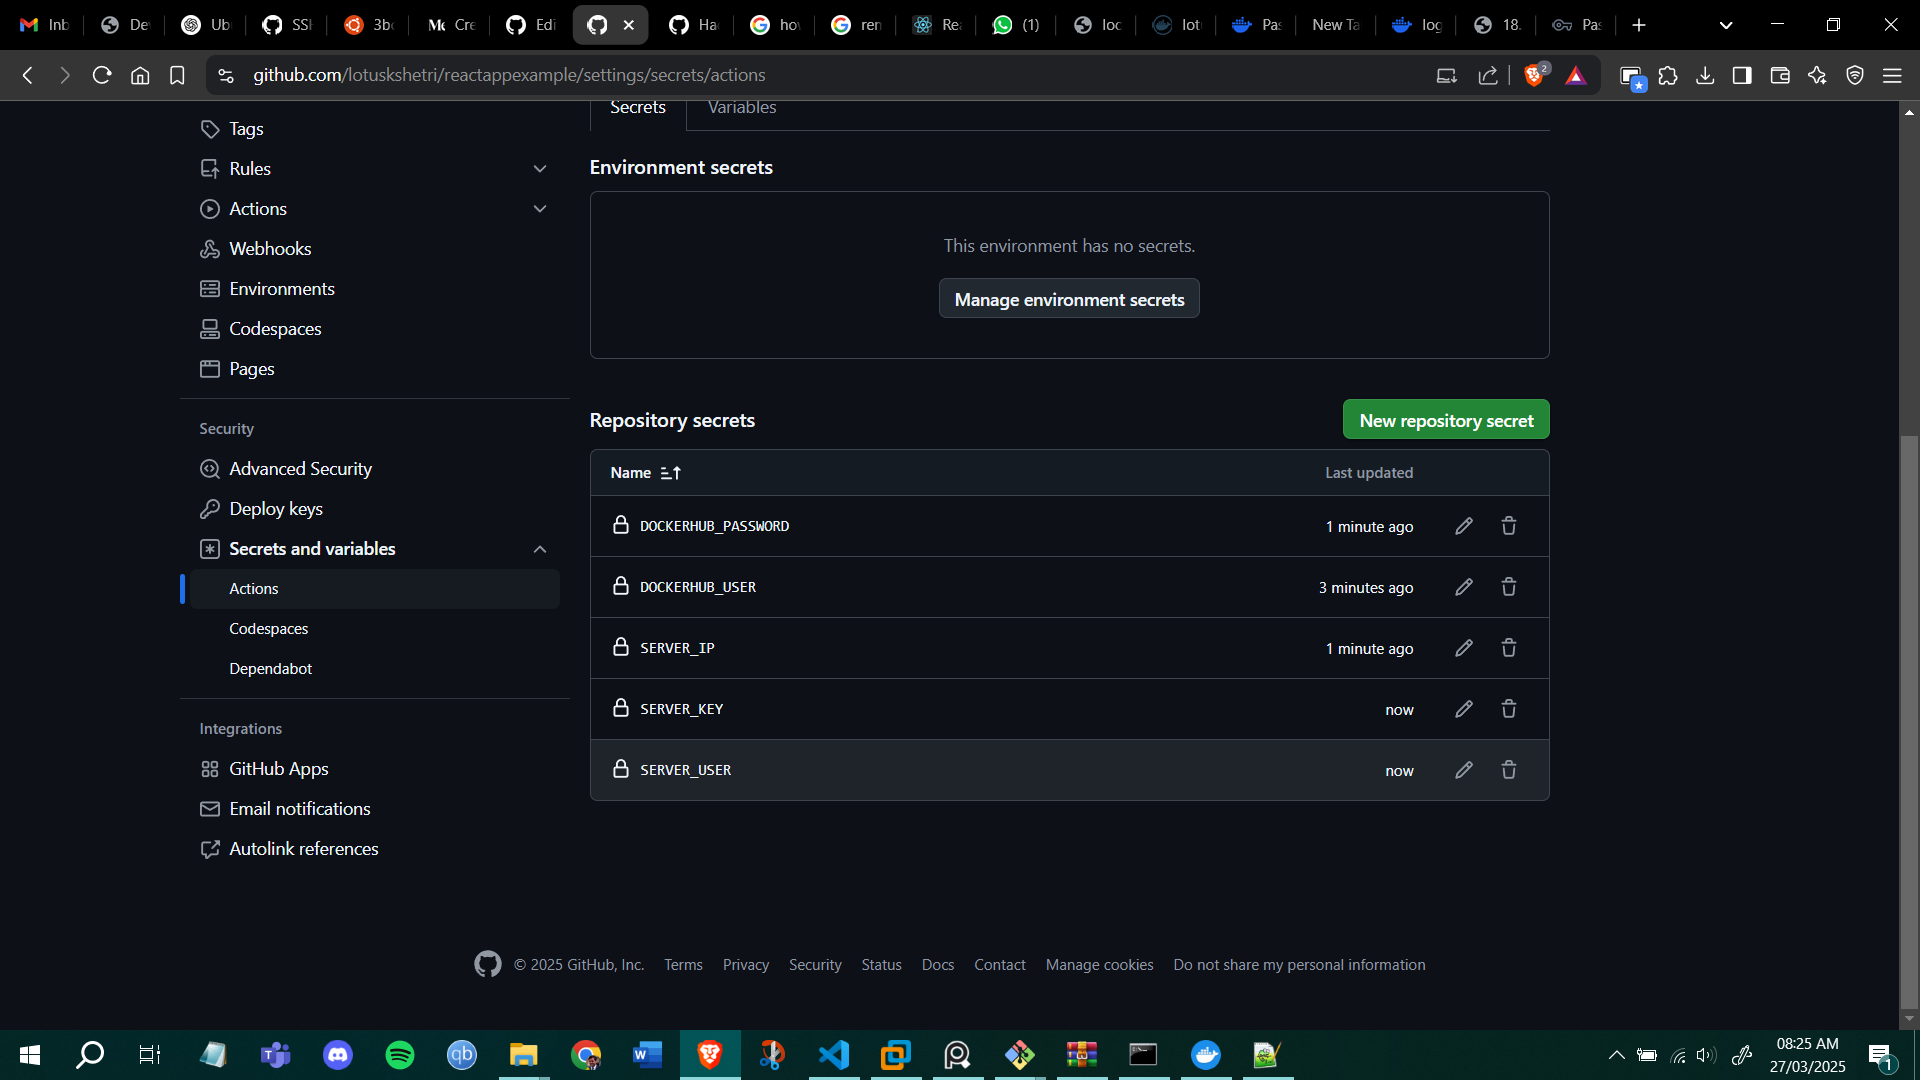 Inb
De
Ub
SSH
3b
Cre
Edi
Ha
hov
ren
Rea
(1)
loc
lot
Pas
New Ta
log
18.
Pas
github.com/lotuskshetri/reactappexample/settings/secrets/actions
2
Secrets
Variables
Tags
Rules
Actions
Webhooks
Environments
Codespaces
Pages
Security
Advanced Security
Deploy keys
Secrets and variables
Actions
Codespaces
Dependabot
Integrations
GitHub Apps
Email notifications
Autolink references
Environment secrets
This environment has no secrets.
Manage environment secrets
Repository secrets
New repository secret
Name
Last updated
DOCKERHUB_PASSWORD 1 minute ago
DOCKERHUB_USER 3 minutes ago
SERVER_IP 1 minute ago
SERVER_KEY now
SERVER_USER now
© 2025 GitHub, Inc. Terms Privacy Security Status Docs Contact Manage cookies Do not share my personal information
08:25 AM
27/03/2025
1